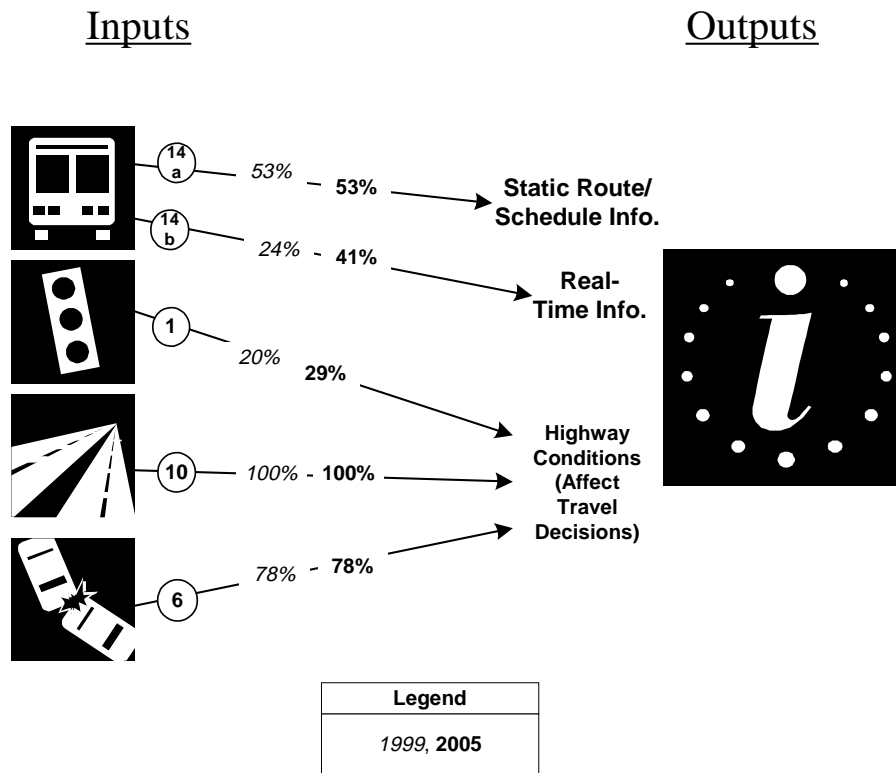 Inputs
Outputs
14
a
53%
53%
Static Route/
Schedule Info.
14
b
24%
41%
Real-
Time Info.
1
20%
29%
Highway
Conditions
(Affect
Travel
Decisions)
10
100%
100%
6
78%
78%
i
Legend
1999, 2005